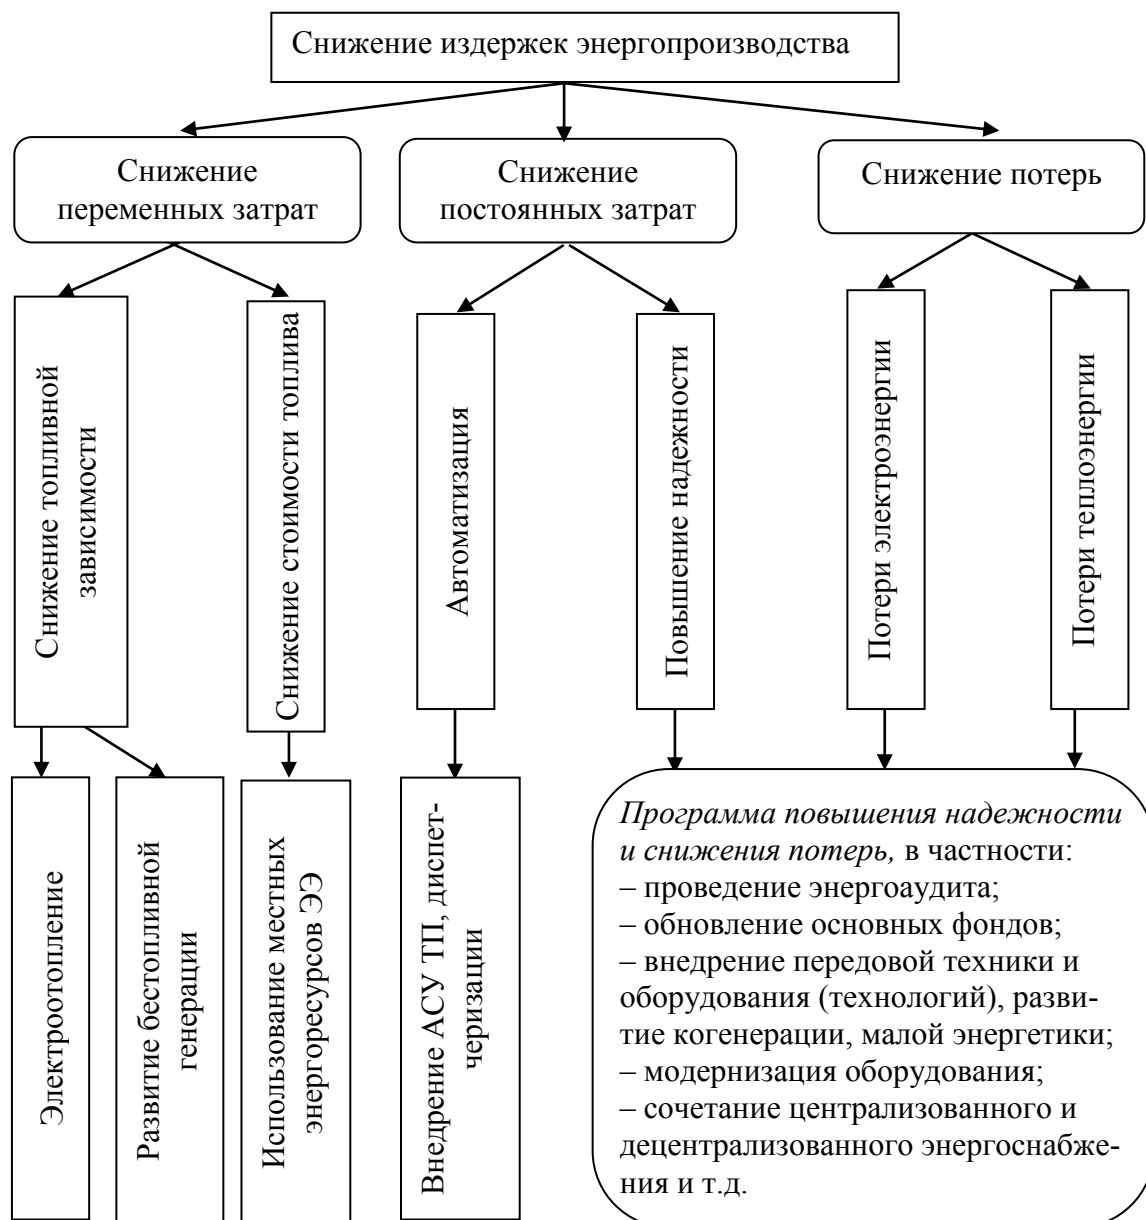 Снижение издержек энергопроизводства
Снижение
переменных затрат
Снижение
постоянных затрат
Снижение потерь
Снижение топливной
зависимости
Снижение стоимости топлива
Автоматизация
Повышение надежности
Потери электроэнергии
Потери теплоэнергии
Электроотопление
Развитие бестопливной
генерации
Использование местных
энергоресурсов ЭЭ
Внедрение АСУ ТП, диспет-
черизации
Программа повышения надежности
и снижения потерь, в частности:
– проведение энергоаудита;
– обновление основных фондов;
– внедрение передовой техники и
оборудования (технологий), разви-
тие когенерации, малой энергетики;
– модернизация оборудования;
– сочетание централизованного и
децентрализованного энергоснабже-
ния и т.д.